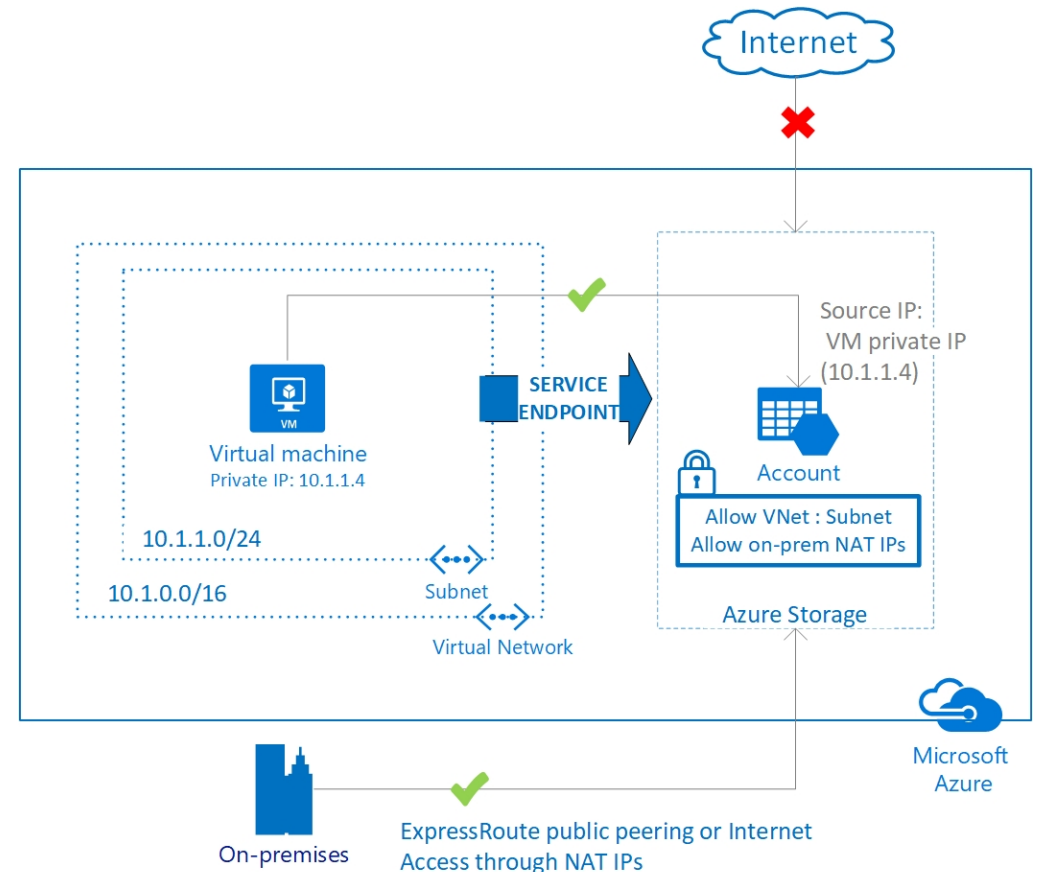 Internet
Source IP:
VM private IP
(10.1.1.4)
SERVICE
ENDPOINT
VM
Virtual machine
Private IP: 10.1.1.4
Account
Allow VNet : Subnet
Allow on-prem NAT IPs
10.1.1.0/24
10.1.0.0/16
Subnet
Azure Storage
Virtual Network
Microsoft
Azure
On-premises
ExpressRoute public peering or Internet
Access through NAT IPs